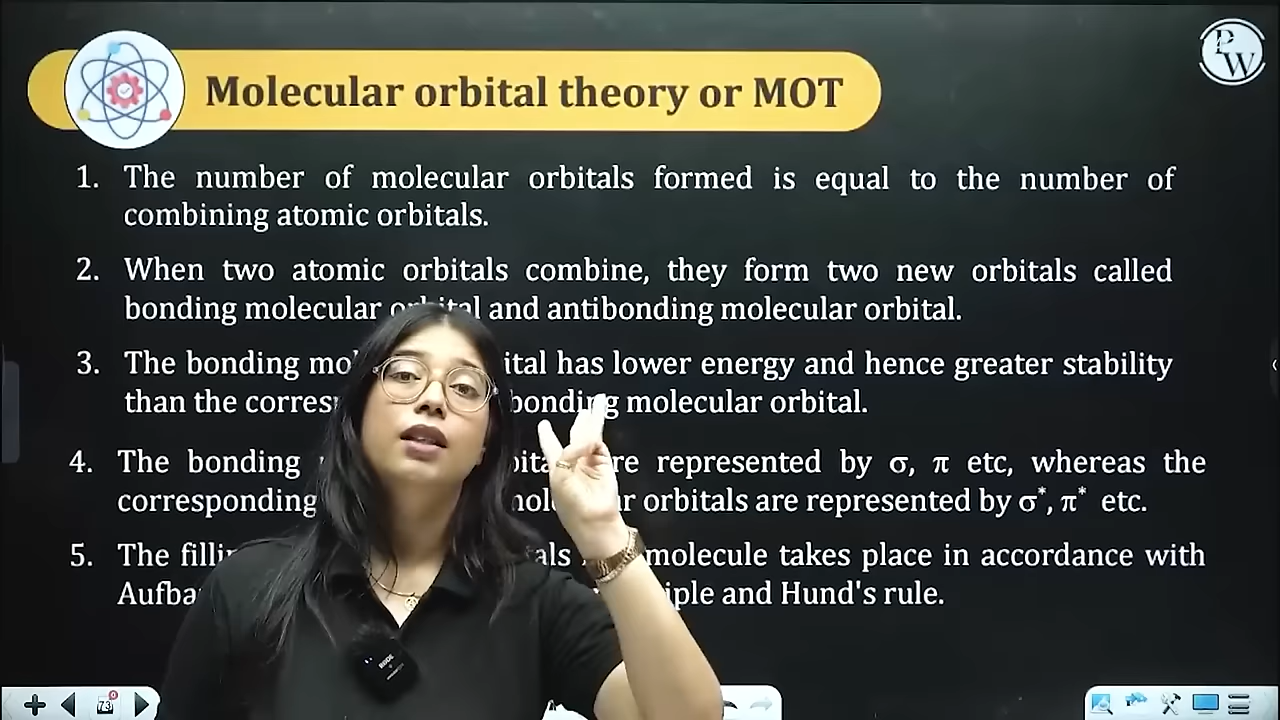 Molecular orbital theory or MOT
PW
1. The number of molecular orbitals formed is equal to the number of
combining atomic orbitals.
2. When two atomic orbitals combine, they form two new orbitals called
bonding molecular orbital and antibonding molecular orbital.
3. The bonding has lower energy and hence greater stability
than the molecular orbital.
4. The bonding represented by σ, π etc, whereas the
corresponding orbitals are represented by σ*, π* etc.
5. The molecule takes place in accordance with
and Hund's rule.
RODE
73